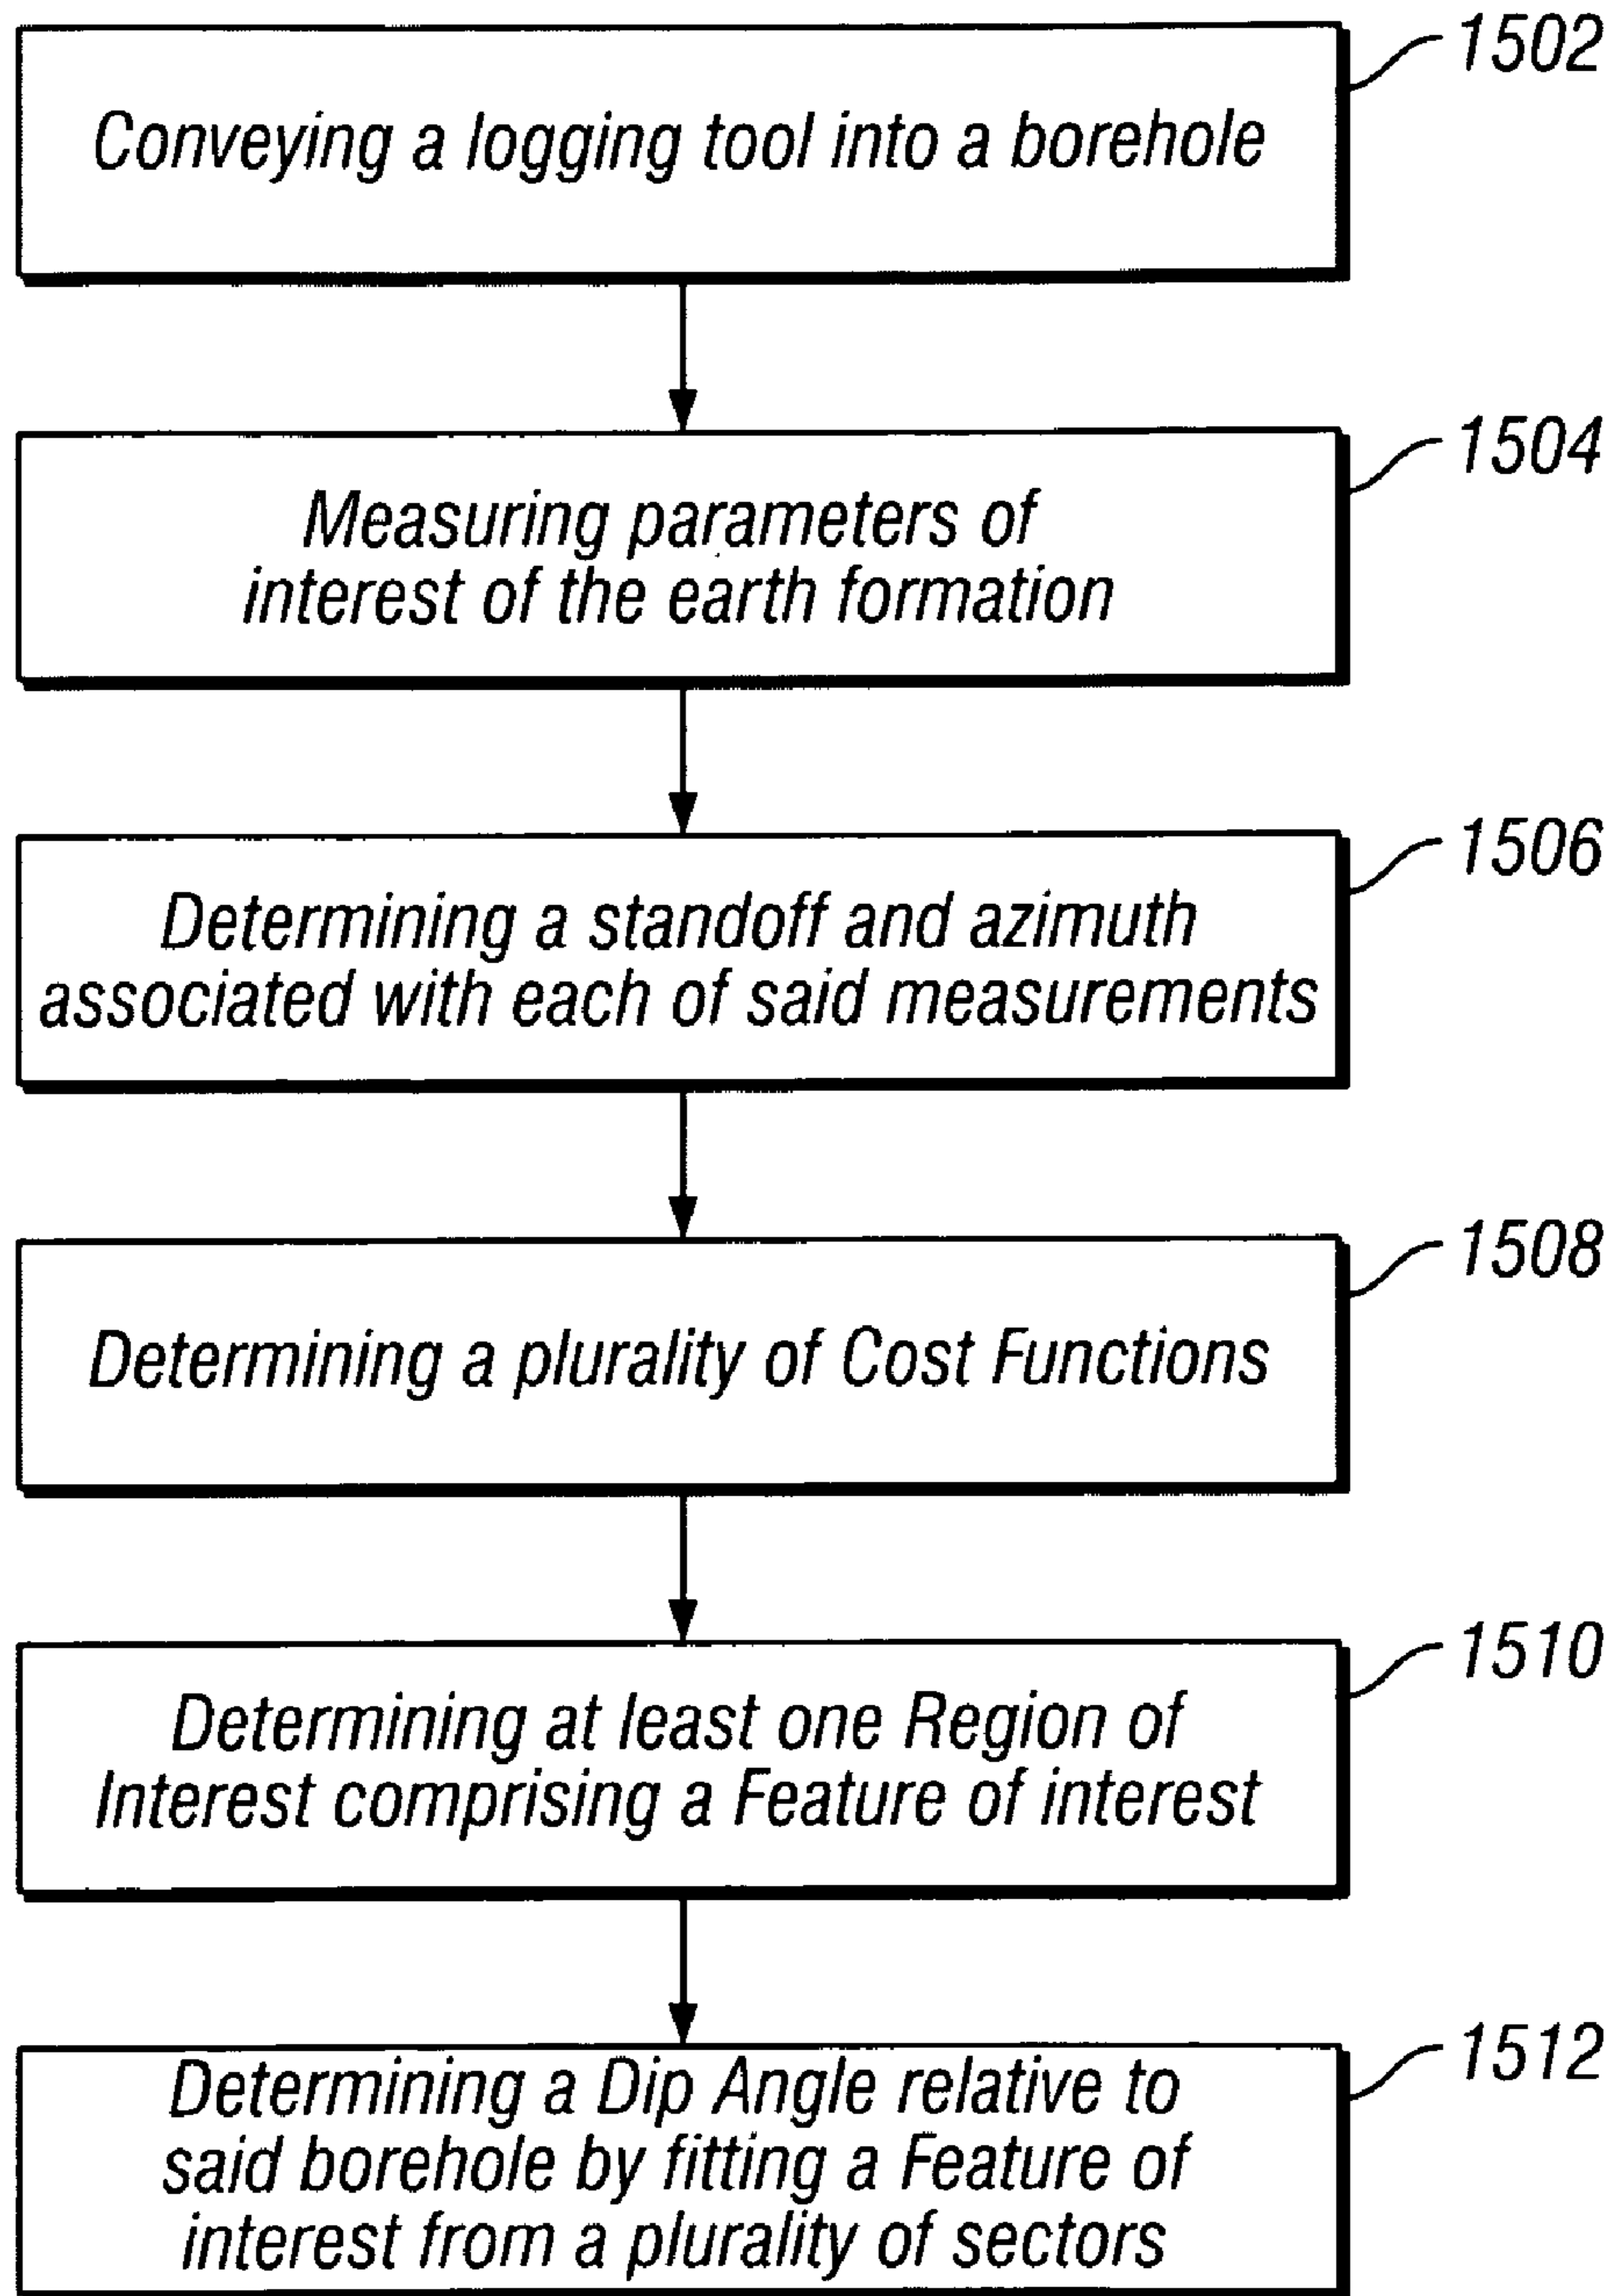 1502
Conveying a logging tool into a borehole
1504
Measuring parameters of
interest of the earth formation
1506
Determining a standoff and azimuth
associated with each of said measurements
1508
Determining a plurality of Cost Functions
1510
Determining at least one Region of
Interest comprising a Feature of interest
1512
Determining a Dip Angle relative to
said borehole by fitting a Feature of
interest from a plurality of sectors